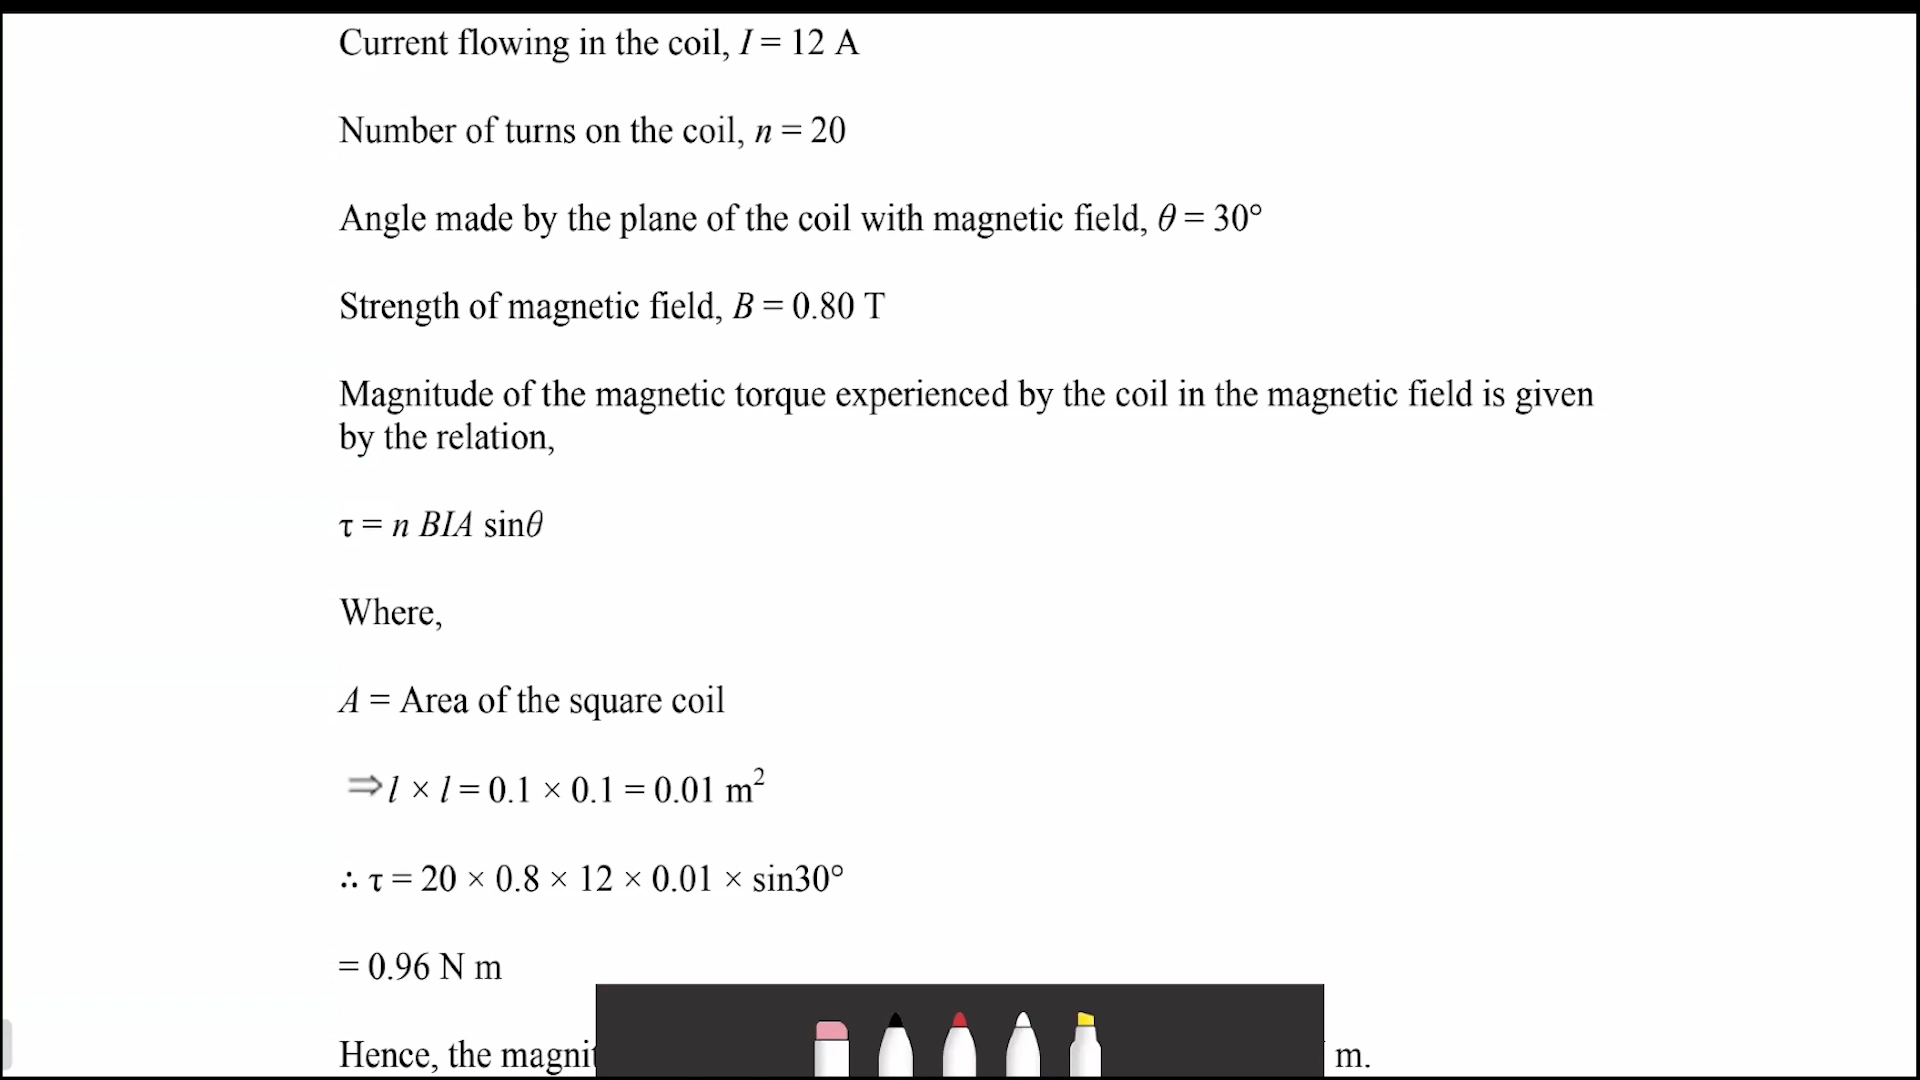 Current flowing in the coil, I = 12 A
Number of turns on the coil, n = 20
Angle made by the plane of the coil with magnetic field, θ = 30°
Strength of magnetic field, B = 0.80 T
Magnitude of the magnetic torque experienced by the coil in the magnetic field is given
by the relation,
τ = n BIA sinθ
Where,
A = Area of the square coil
⇒ l × l = 0.1 × 0.1 = 0.01 m²
∴ τ = 20 × 0.8 × 12 × 0.01 × sin30°
= 0.96 N m
Hence, the m.